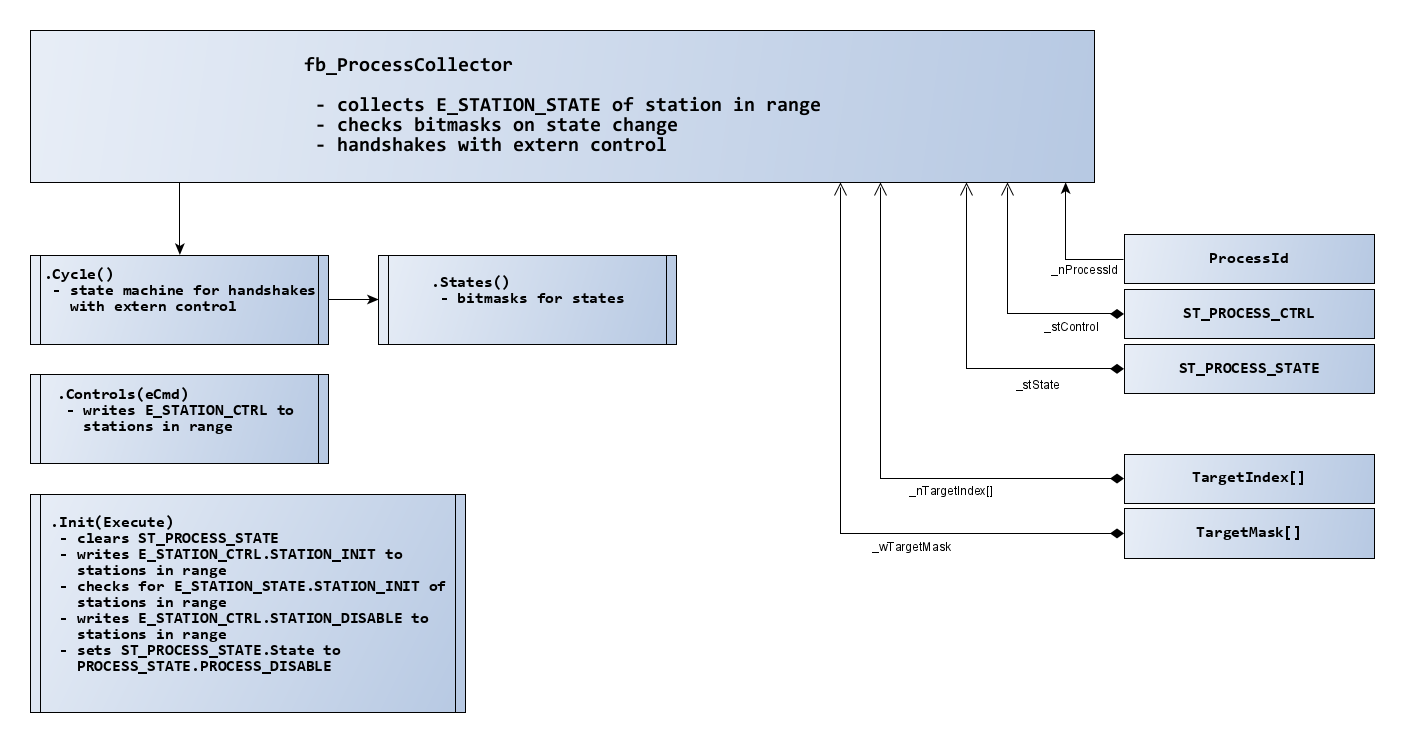 fb_ProcessCollector
- collects E_STATION_STATE of station in range
- checks bitmasks on state change
- handshakes with extern control
.Cycle()
- state machine for handshakes
with extern control
.States()
- bitmasks for states
.Controls(eCmd)
- writes E_STATION_CTRL to
stations in range
.Init(Execute)
- clears ST_PROCESS_STATE
- writes E_STATION_CTRL.STATION_INIT to
stations in range
- checks for E_STATION_STATE.STATION_INIT of
stations in range
- writes E_STATION_CTRL.STATION_DISABLE to
stations in range
- sets ST_PROCESS_STATE.State to
PROCESS_STATE.PROCESS_DISABLE
ProcessId
_nProcessId
ST_PROCESS_CTRL
_stControl
ST_PROCESS_STATE
_stState
TargetIndex[]
_nTargetIndex[]
TargetMask[]
_wTargetMask